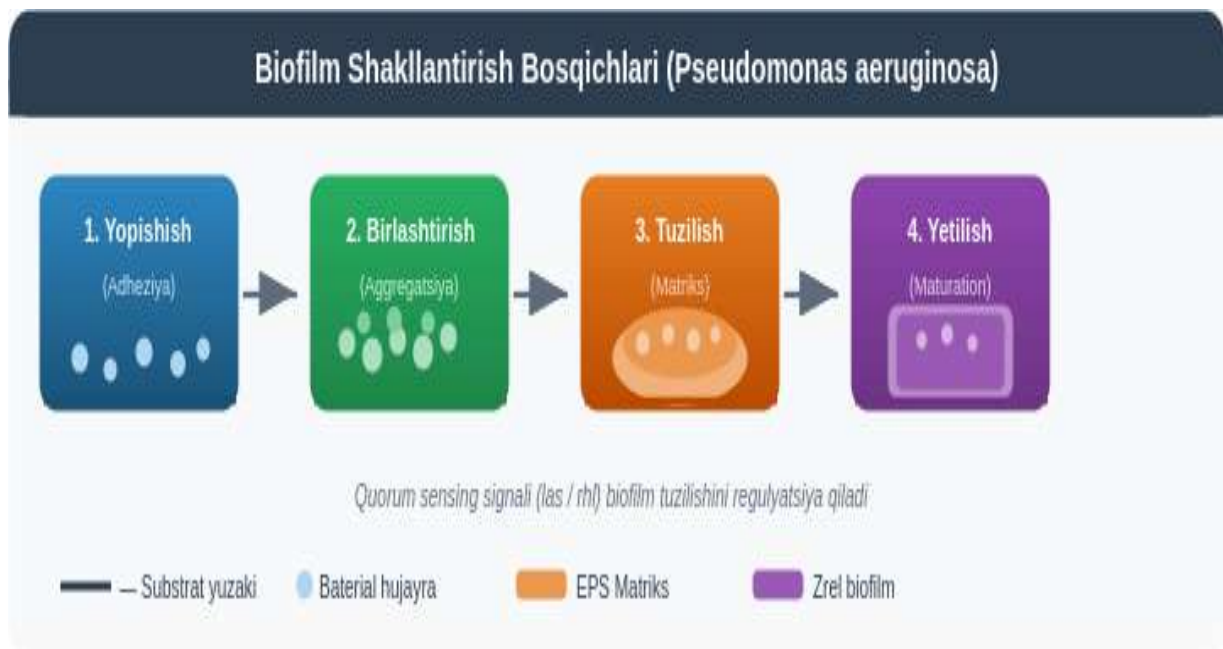 Biofilm Shakllantirish Bosqichlari (Pseudomonas aeruginosa)
1. Yopishish
(Adheziya)
2. Birlashtirish
(Aggregatsiya)
3. Tuzilish
(Matriks)
4. Yetilish
(Maturation)
Quorum sensing signali (las / rhl) biofilm tuzilishini regulyatsiya qiladi
— Substrat yuzaki
Baterial hujayra
EPS Matriks
Zrel biofilm